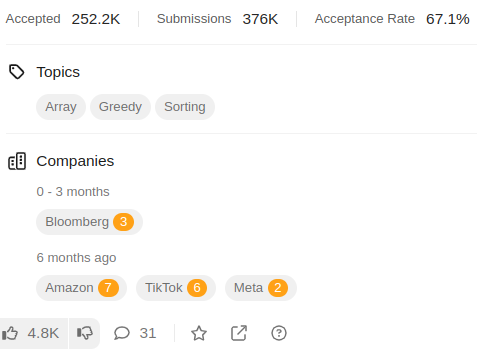 Accepted 252.2K Submissions 376K Acceptance Rate 67.1%
Topics
Array Greedy Sorting
Companies
0 - 3 months
Bloomberg 3
6 months ago
Amazon 7 TikTok 6 Meta 2
4.8K 31